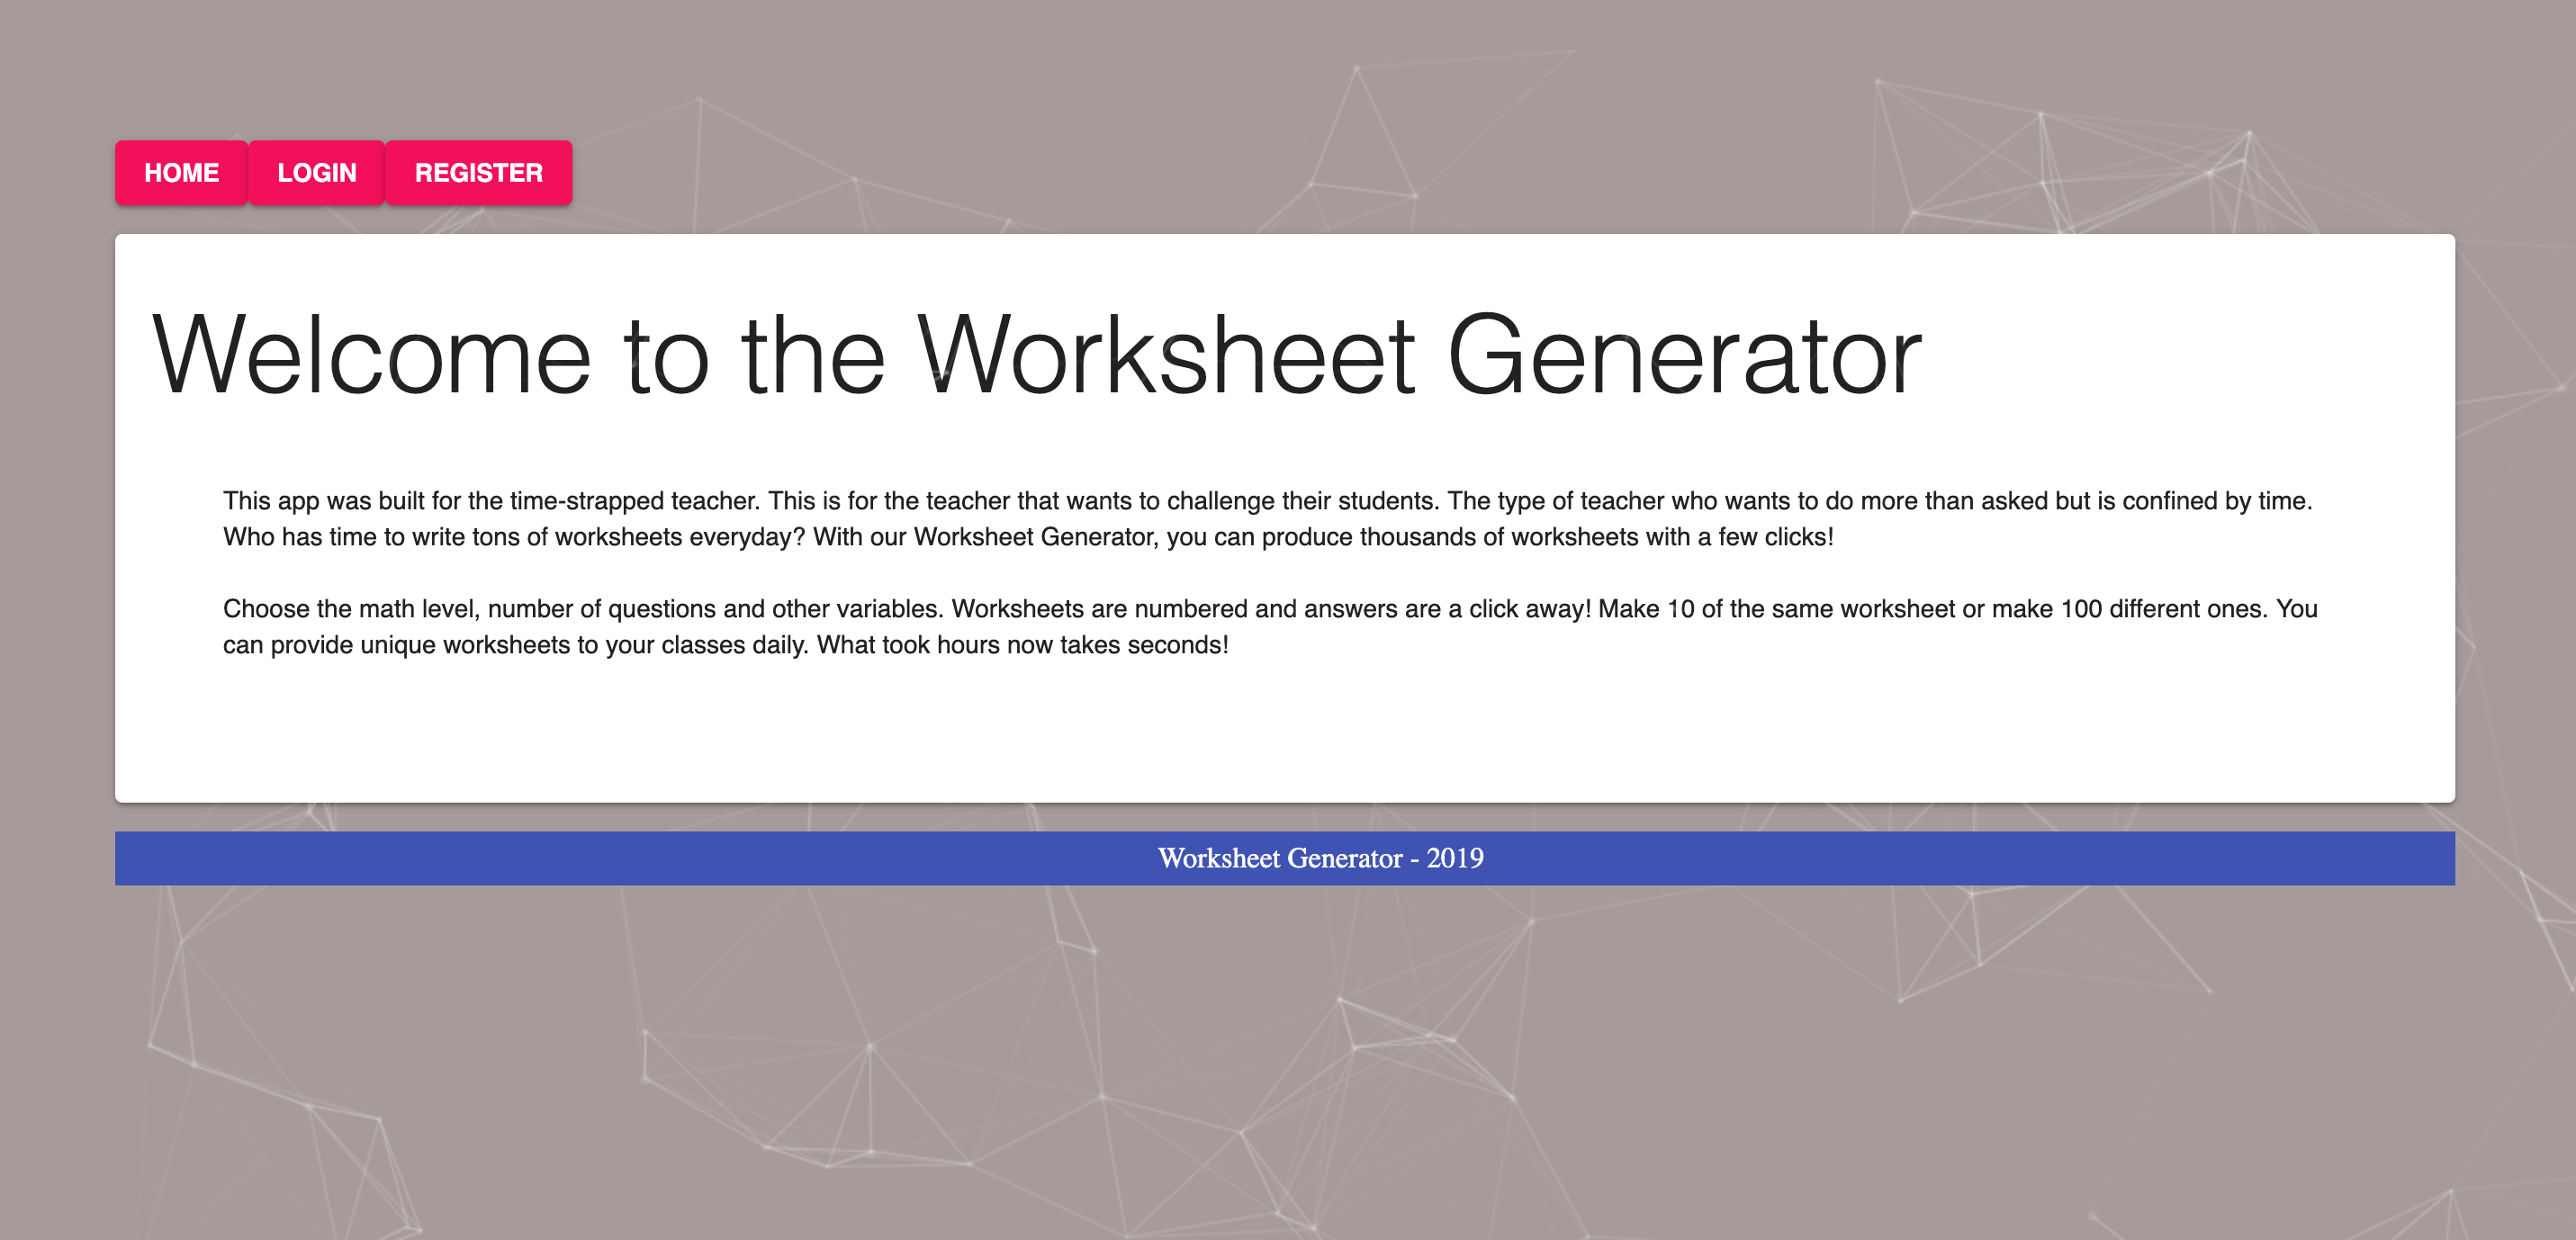 HOME LOGIN REGISTER
Welcome to the Worksheet Generator
This app was built for the time-strapped teacher. This is for the teacher that wants to challenge their students. The type of teacher who wants to do more than asked but is confined by time.
Who has time to write tons of worksheets everyday? With our Worksheet Generator, you can produce thousands of worksheets with a few clicks!
Choose the math level, number of questions and other variables. Worksheets are numbered and answers are a click away! Make 10 of the same worksheet or make 100 different ones. You
can provide unique worksheets to your classes daily. What took hours now takes seconds!
Worksheet Generator - 2019